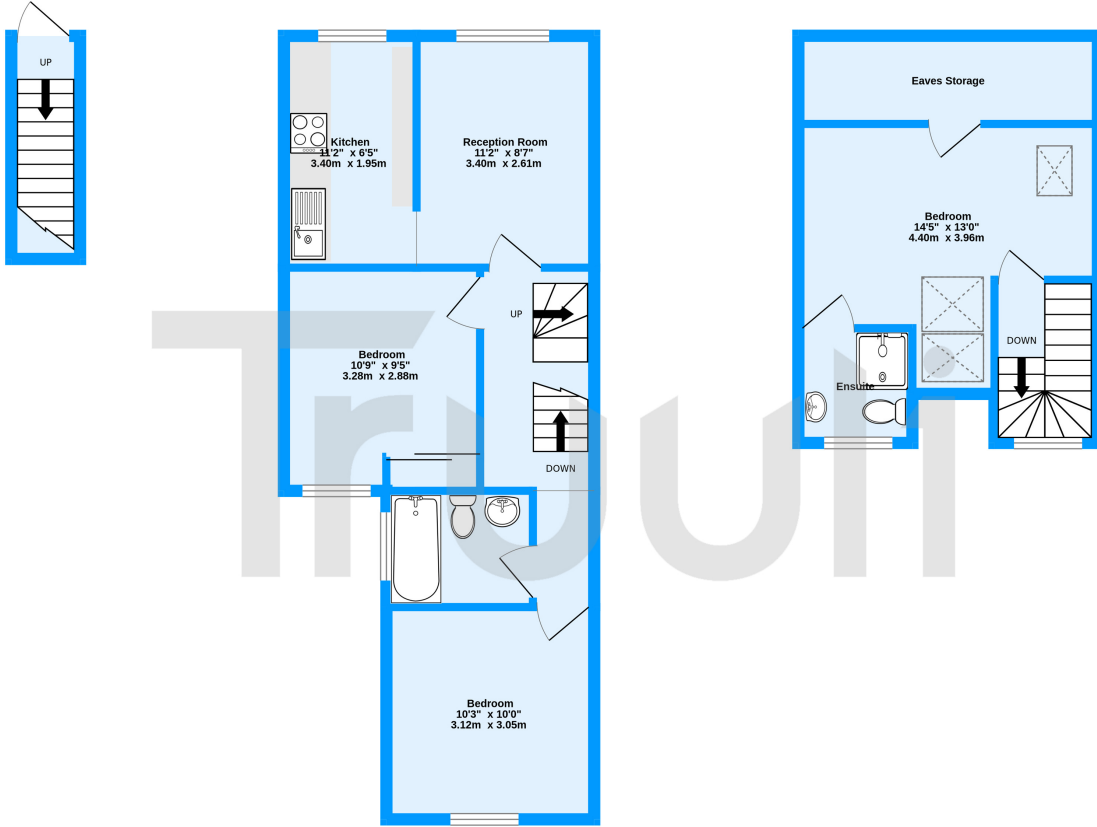 UP
Kitchen
11'2" x 6'5"
3.40m x 1.95m
Reception Room
11'2" x 8'7"
3.40m x 2.61m
UP
Bedroom
10'9" x 9'5"
3.28m x 2.88m
DOWN
Bedroom
10'3" x 10'0"
3.12m x 3.05m
Eaves Storage
Bedroom
14'5" x 13'0"
4.40m x 3.96m
DOWN
Ensuite
Truuli